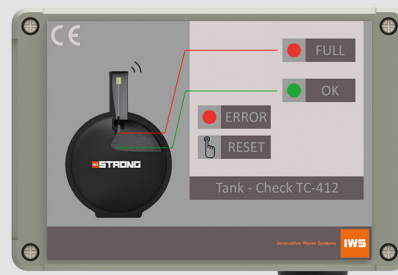 CE
FULL
OK
ERROR
RESET
STRONG
Tank - Check TC-412
Innovative Water Systems
IWS